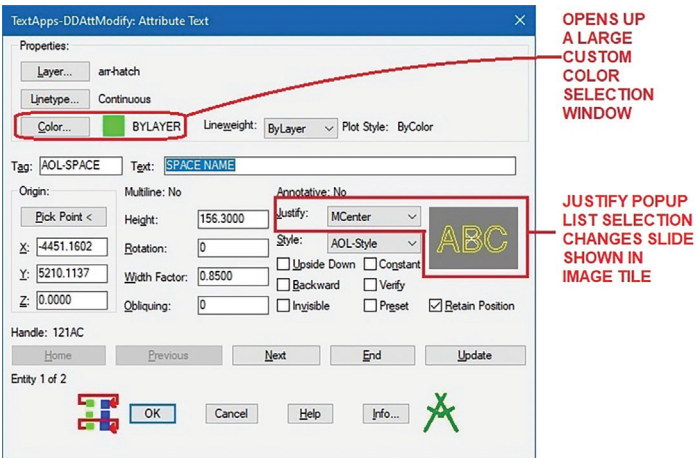 TextApps-DDAttModify: Attribute Text
OPENS UP
A LARGE
CUSTOM
COLOR
SELECTION
WINDOW
Properties:
Layer... arr-hatch
Linetype... Continuous
Color... BYLAYER Lineweight: ByLayer Plot Style: ByColor
Tag: AOL-SPACE Text: SPACE NAME
Origin: Multiline: No Annotative: No
Pick Point < Height: 156.3000 Justify: MCenter
ABC
JUSTIFY POPUP
LIST SELECTION
CHANGES SLIDE
SHOWN IN
IMAGE TILE
X: -4451.1602 Rotation: 0 Style: AOL-Style
Upside Down Constant
Y: 5210.1137 Width Factor: 0.8500
Backward Verify
Z: 0.0000 Obliquing: 0 Invisible Preset Retain Position
Handle: 121AC
Home Previous Next End Update
Entity 1 of 2
OK Cancel Help Info...